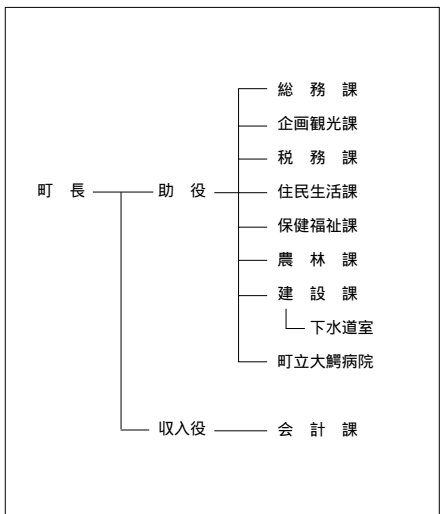 総 務 課
企画観光課
税 務 課
町 長 助 役 住民生活課
保健福祉課
農 林 課
建 設 課
下水道室
町立大鰐病院
収入役 会 計 課